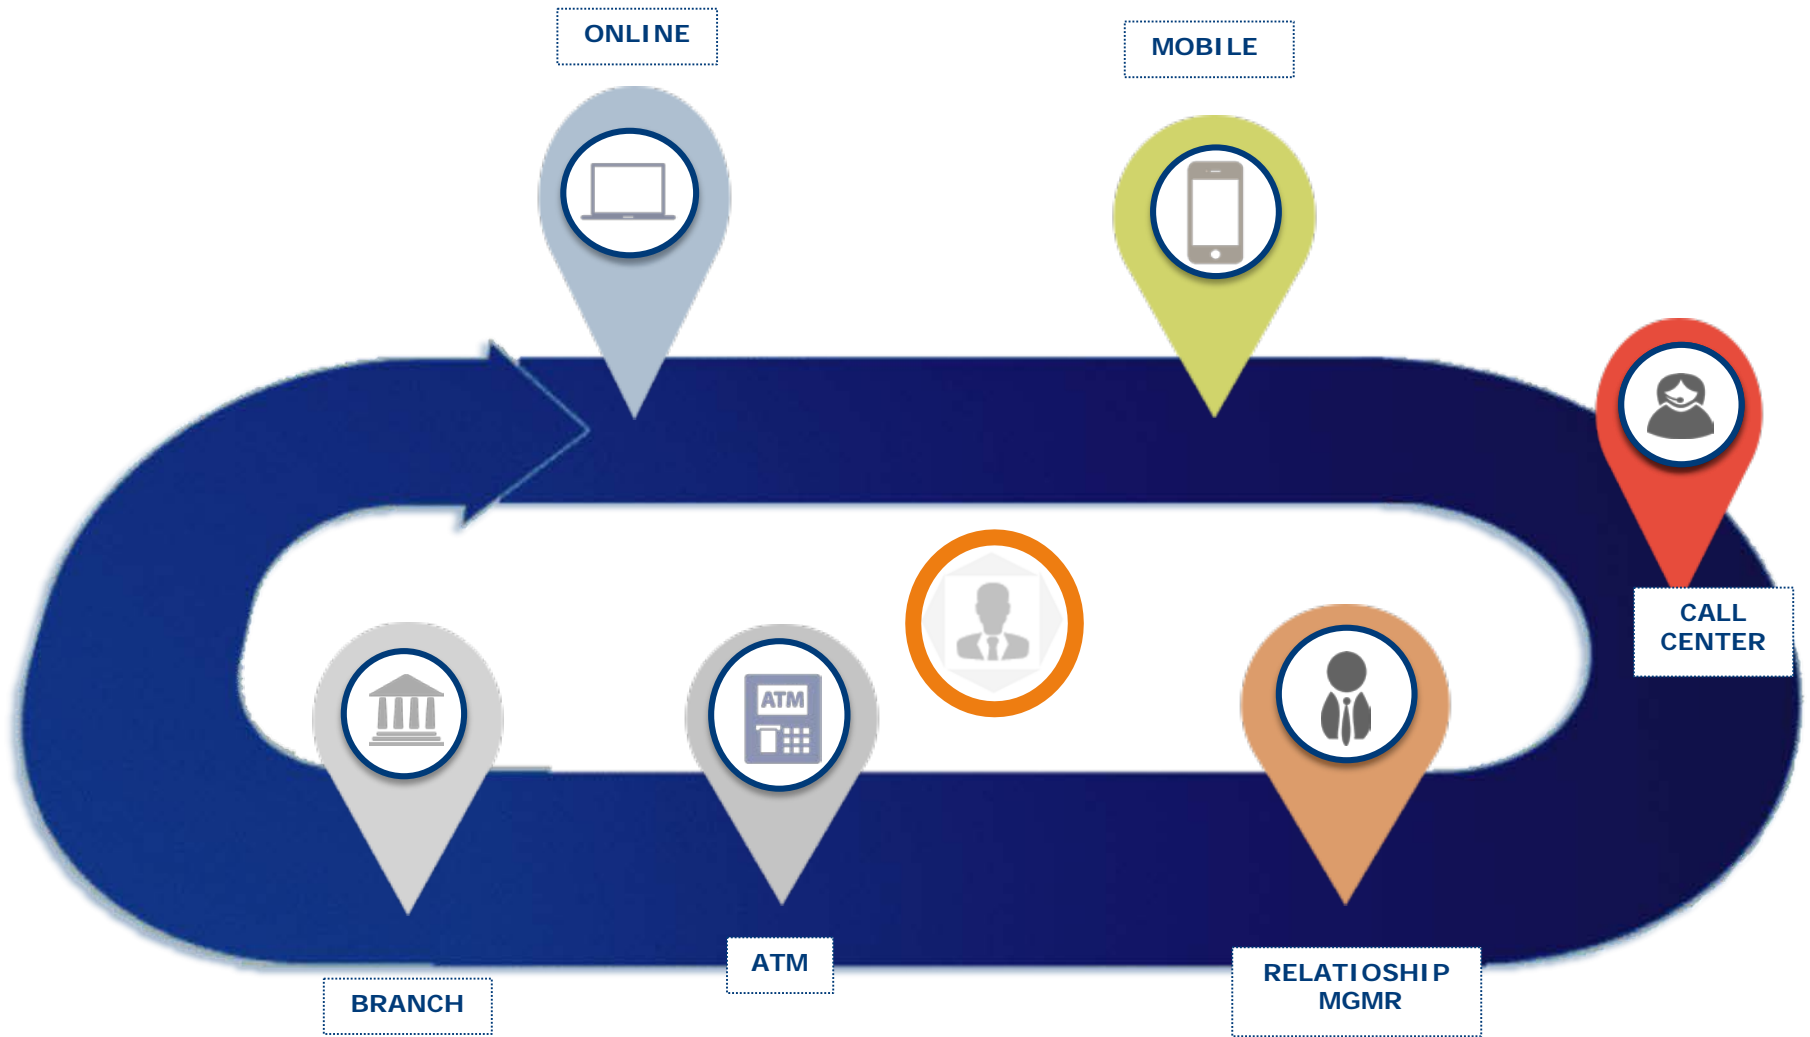 ONLINE
MOBILE
CALL
CENTER
ATM
ATM
RELATIOSHIP
MGMR
BRANCH